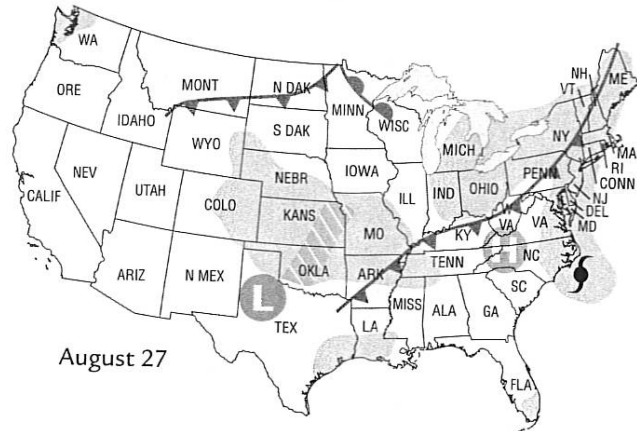 WA
MONT
N DAK
MINN
ORE
IDAHO
WYO
S DAK
WISC
MICH
NY
NH
VT
ME
MA
RI
CONN
NJ
DEL
MD
NEV
UTAH
CALIF
COLO
NEBR
IOWA
ILL
IND
OHIO
PENN
W
VA
VA
KANS
MO
KY
ARIZ
N MEX
OKLA
ARK
TENN
H
NC
SC
L
TEX
LA
MISS
ALA
GA
FLA
August 27